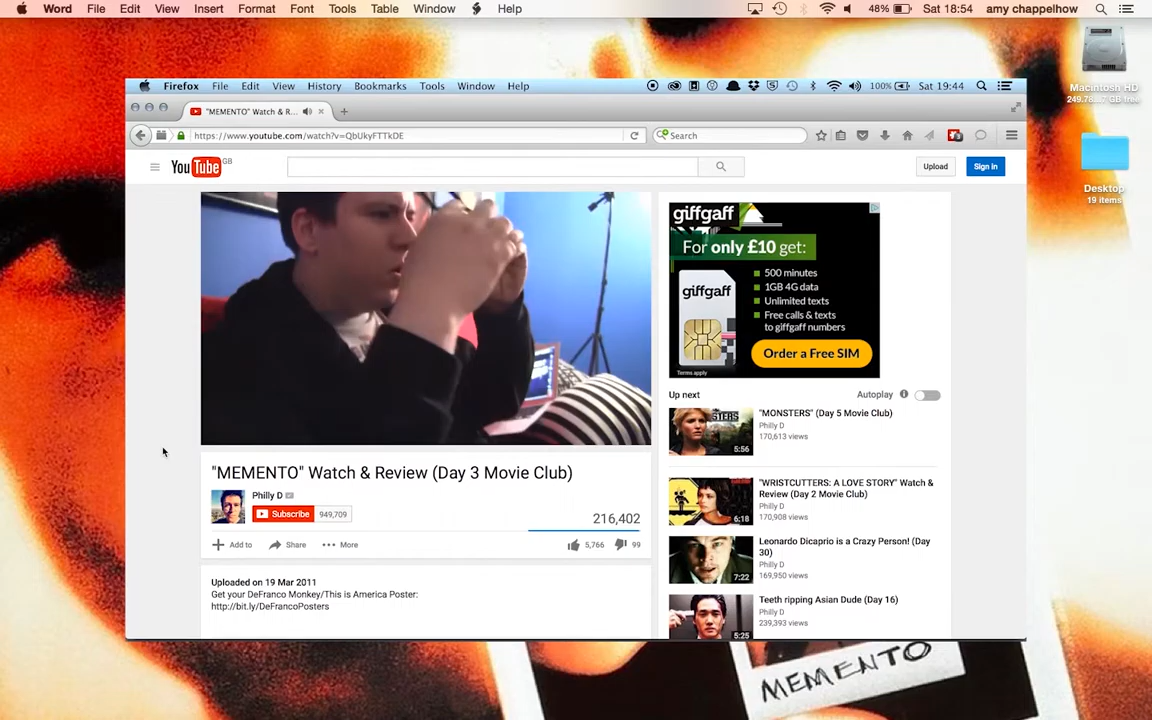 Word File Edit View Insert Format Font Tools Table Window Help 48% Sat 18:54 amy chappelhow
Macintosh HD
249.78...7 GB free
Desktop
19 items
Firefox File Edit View History Bookmarks Tools Window Help 100% Sat 19:44
"MEMENTO" Watch & R...
https://www.youtube.com/watch?v=QbUkyFTTkDE Search
YouTube GB Upload Sign in
giffgaff
For only £10 get:
500 minutes
1GB 4G data
Unlimited texts
Free calls & texts
to giffgaff numbers
giffgaff
Order a Free SIM
Terms apply
Up next Autoplay
"MONSTERS" (Day 5 Movie Club)
Philly D
170,613 views
5:56
"WRISTCUTTERS: A LOVE STORY" Watch &
Review (Day 2 Movie Club)
Philly D
170,908 views
6:18
Leonardo Dicaprio is a Crazy Person! (Day
30)
Philly D
169,950 views
7:22
Teeth ripping Asian Dude (Day 16)
Philly D
239,393 views
5:25
"MEMENTO" Watch & Review (Day 3 Movie Club)
Philly D
Subscribe 949,709
216,402
Add to Share More 5,766 99
Uploaded on 19 Mar 2011
Get your DeFranco Monkey/This is America Poster:
http://bit.ly/DeFrancoPosters
MEMENTO